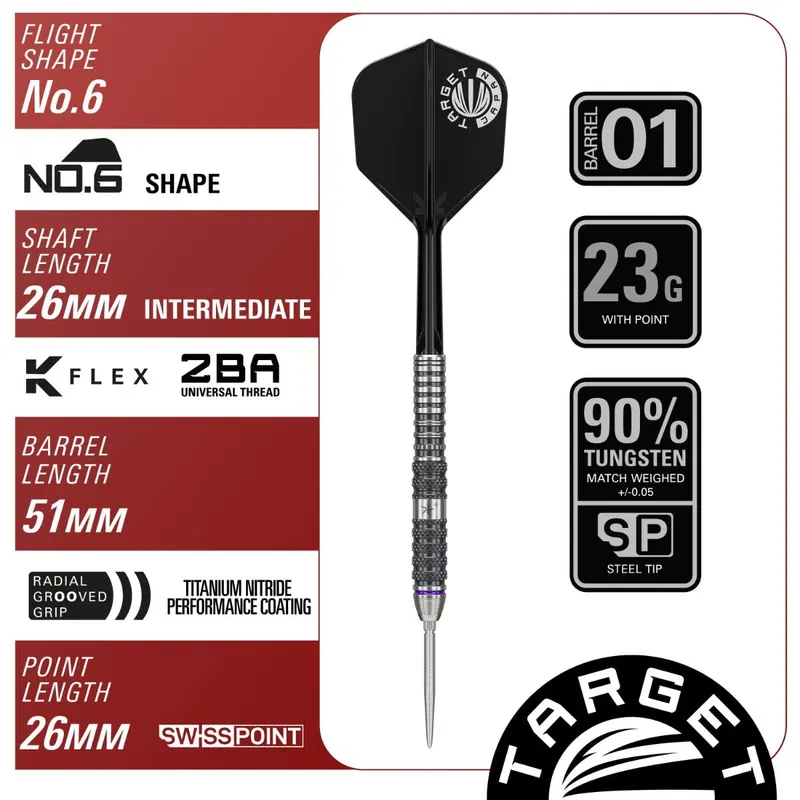 FLIGHT
SHAPE
No.6
NO.6 SHAPE
SHAFT
LENGTH
26MM INTERMEDIATE
K FLEX 2BA
UNIVERSAL THREAD
BARREL
LENGTH
51MM
RADIAL
GROOVED
GRIP
TITANIUM NITRIDE
PERFORMANCE COATING
POINT
LENGTH
26MM SWISSPOINT
TARGET JAPAN
BARREL 01
23G
WITH POINT
90%
TUNGSTEN
MATCH WEIGHED
+/-0.05
SP
STEEL TIP
TARGET